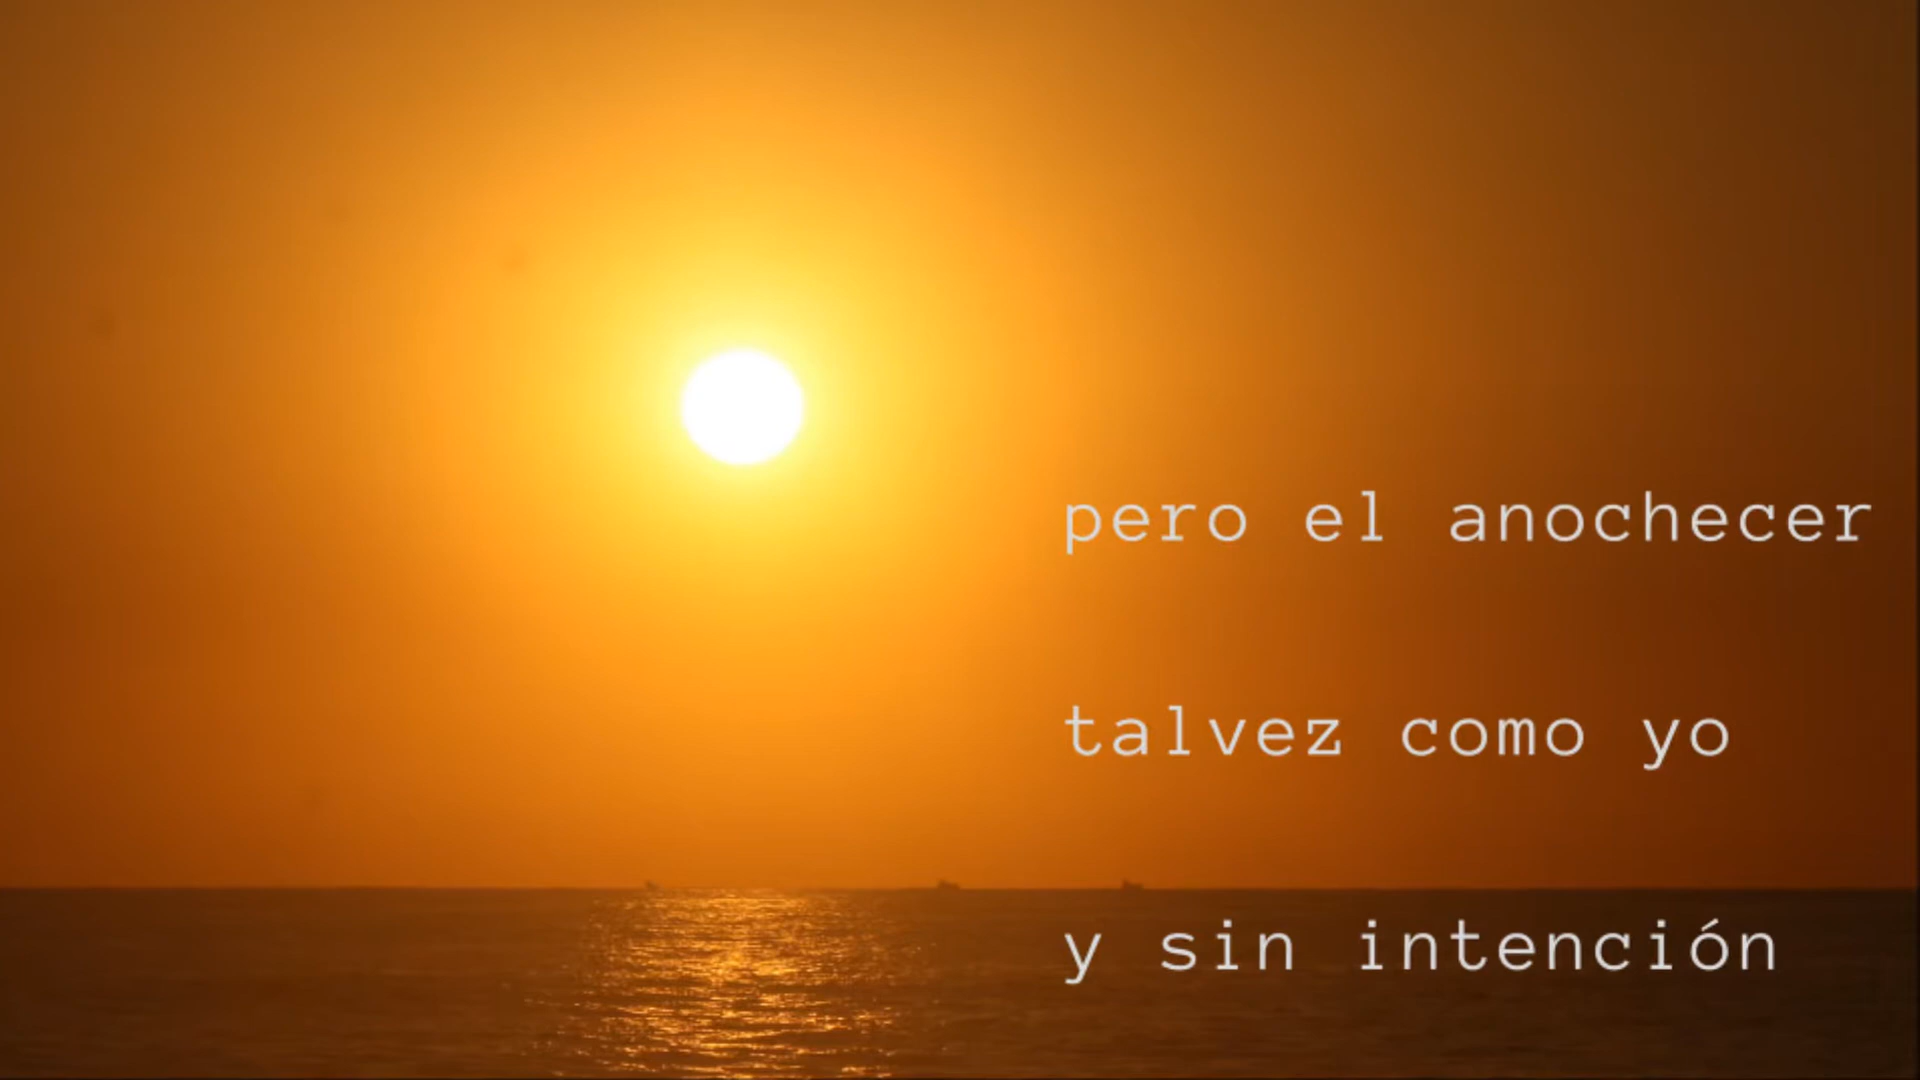 pero el anochecer
talvez como yo
y sin intención